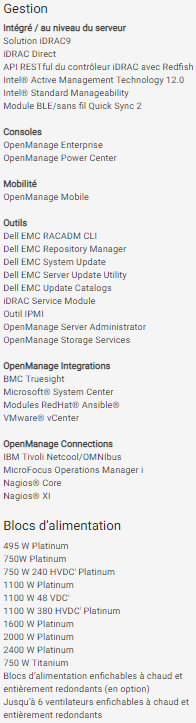 Gestion
Intégré / au niveau du serveur
Solution iDRAC9
iDRAC Direct
API RESTful du contrôleur iDRAC avec Redfish
Intel® Active Management Technology 12.0
Intel® Standard Manageability
Module BLE/sans fil Quick Sync 2
Consoles
OpenManage Enterprise
OpenManage Power Center
Mobilité
OpenManage Mobile
Outils
Dell EMC RACADM CLI
Dell EMC Repository Manager
Dell EMC System Update
Dell EMC Server Update Utility
Dell EMC Update Catalogs
iDRAC Service Module
Outil IPMI
OpenManage Server Administrator
OpenManage Storage Services
OpenManage Integrations
BMC Truesight
Microsoft® System Center
Modules RedHat® Ansible®
VMware® vCenter
OpenManage Connections
IBM Tivoli Netcool/OMNIbus
MicroFocus Operations Manager i
Nagios® Core
Nagios® XI
Blocs d'alimentation
495 W Platinum
750W Platinum
750 W 240 HVDC¹ Platinum
1100 W Platinum
1100 W 48 VDC¹
1100 W 380 HVDC¹ Platinum
1600 W Platinum
2000 W Platinum
2400 W Platinum
750 W Titanium
Blocs d'alimentation enfichables à chaud et
entièrement redondants (en option)
Jusqu'à 6 ventilateurs enfichables à chaud et
entièrement redondants